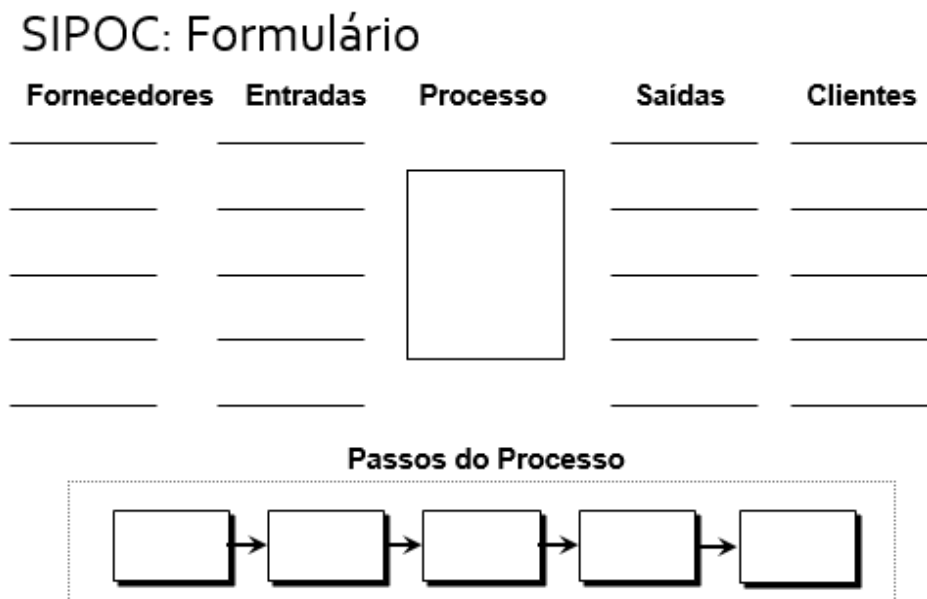 SIPOC: Formulário
Fornecedores Entradas Processo Saídas Clientes
Passos do Processo